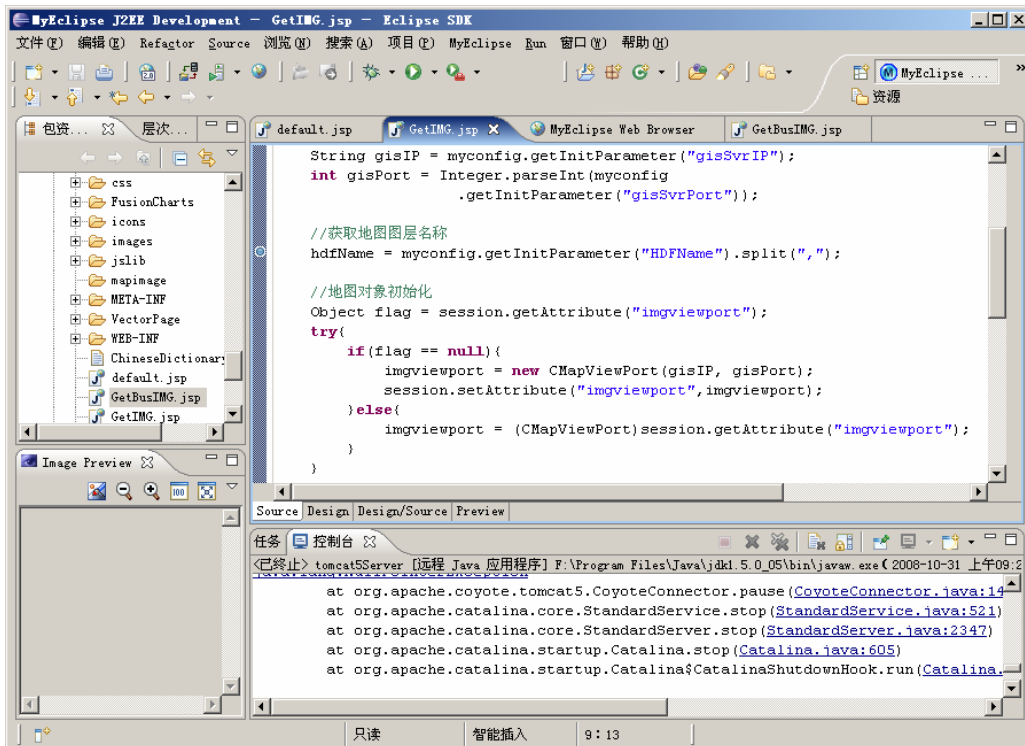 MyEclipse J2EE Development - GetIMG.jsp - Eclipse SDK
文件(F) 编辑(E) Refactor Source 浏览(N) 搜索(A) 项目(P) MyEclipse Run 窗口(W) 帮助(H)
MyEclipse ... »
资源
包资... 层次...
default.jsp GetIMG.jsp MyEclipse Web Browser GetBusIMG.jsp
css
FusionCharts
icons
images
jslib
mapimage
META-INF
VectorPage
WEB-INF
ChineseDictionary
default.jsp
GetBusIMG.jsp
GetIMG.jsp
String gisIP = myconfig.getInitParameter("gisSvrIP");
int gisPort = Integer.parseInt(myconfig
.getInitParameter("gisSvrPort"));
//获取地图图层名称
hdfName = myconfig.getInitParameter("HDFName").split(",");
//地图对象初始化
Object flag = session.getAttribute("imgviewport");
try{
if(flag == null){
imgviewport = new CMapViewPort(gisIP, gisPort);
session.setAttribute("imgviewport",imgviewport);
}else{
imgviewport = (CMapViewPort)session.getAttribute("imgviewport");
}
}
Source Design Design/Source Preview
Image Preview
100
任务 控制台
<已终止> tomcat5Server [远程 Java 应用程序] F:\Program Files\Java\jdk1.5.0_05\bin\javaw.exe( 2008-10-31 上午09:2
java.lang.NullPointerException
at org.apache.coyote.tomcat5.CoyoteConnector.pause(CoyoteConnector.java:14
at org.apache.catalina.core.StandardService.stop(StandardService.java:521)
at org.apache.catalina.core.StandardServer.stop(StandardServer.java:2347)
at org.apache.catalina.startup.Catalina.stop(Catalina.java:605)
at org.apache.catalina.startup.Catalina$CatalinaShutdownHook.run(Catalina.
只读 智能插入 9:13